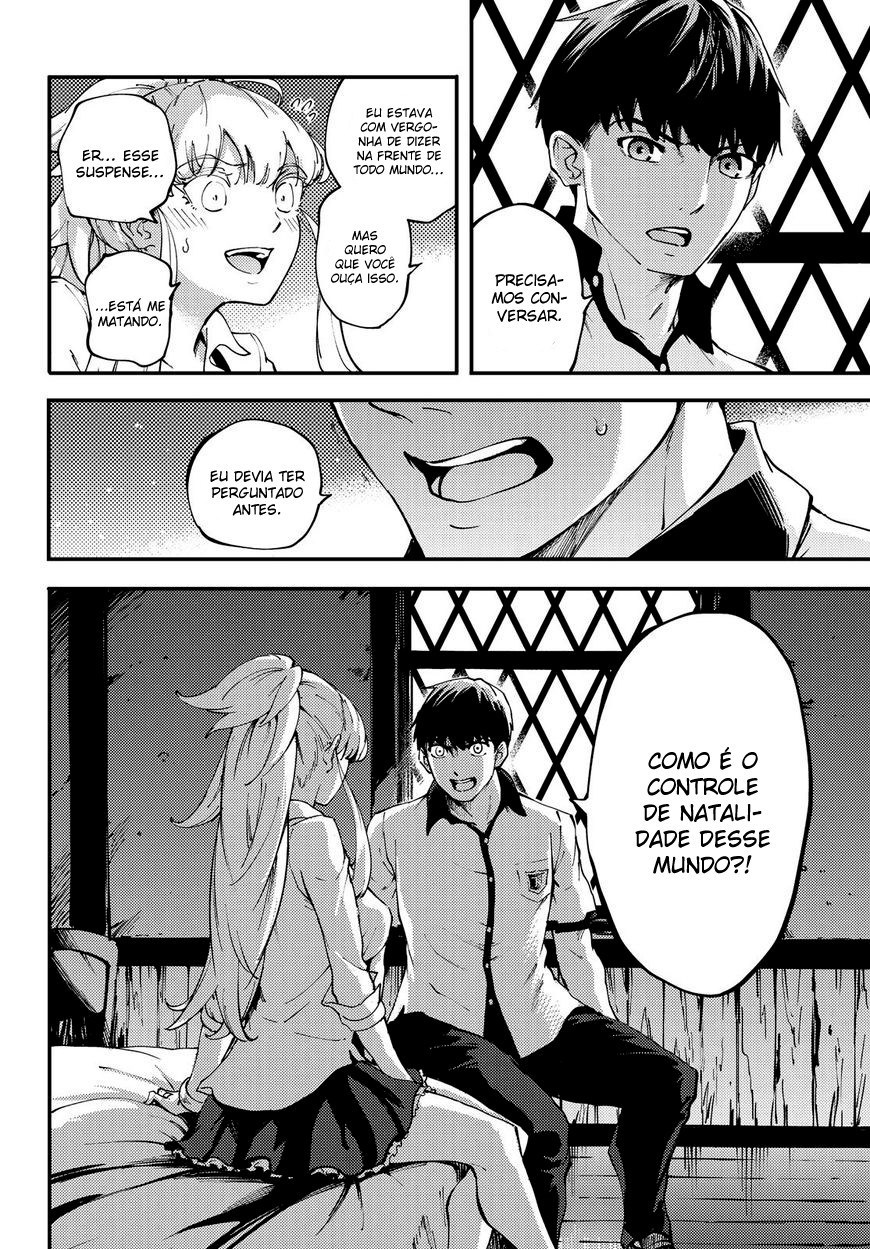 PRECISA-
MOS CON-
VERSAR.
EU ESTAVA
COM VERGO-
NHA DE DIZER
NA FRENTE DE
TODO MUNDO...
MAS
QUERO
QUE VOCÊ
OUÇA ISSO.
ER... ESSE
SUSPENSE...
...ESTÁ ME
MATANDO.
EU DEVIA TER
PERGUNTADO
ANTES.
COMO É O
CONTROLE
DE NATALI-
DADE DESSE
MUNDO?!